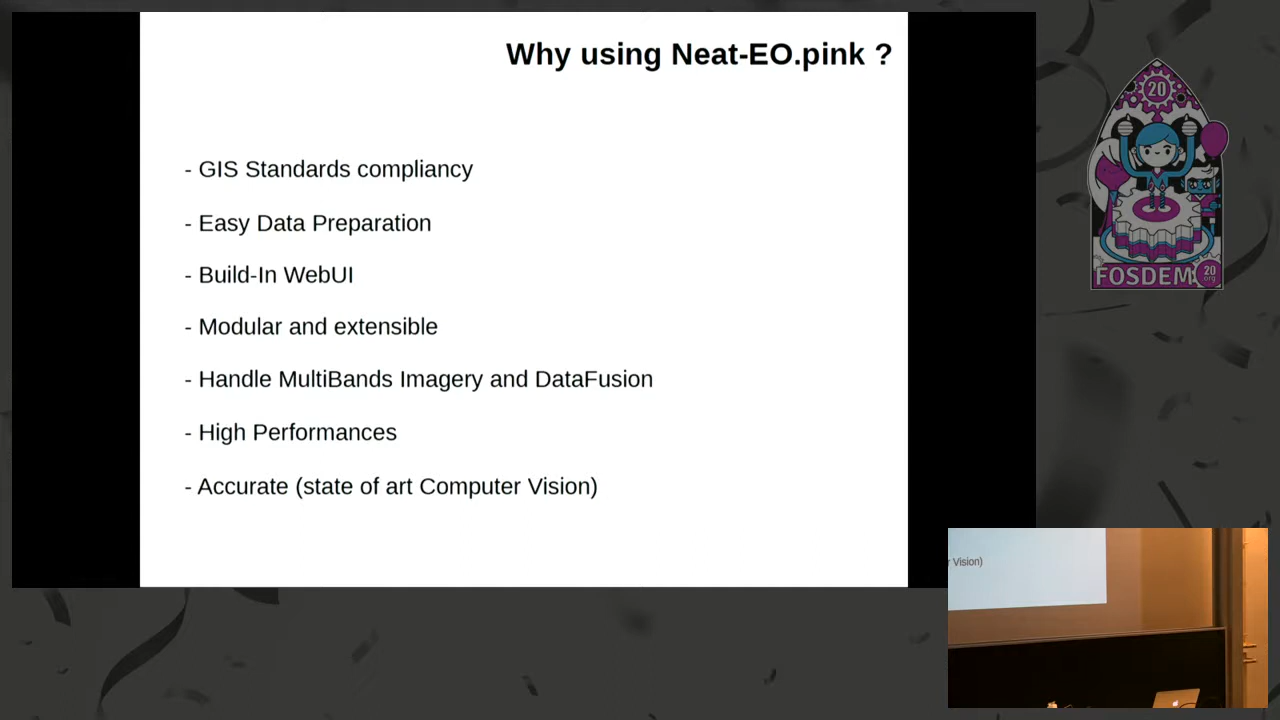 Why using Neat-EO.pink ?
- GIS Standards compliancy
- Easy Data Preparation
- Build-In WebUI
- Modular and extensible
- Handle MultiBands Imagery and DataFusion
- High Performances
- Accurate (state of art Computer Vision)
20
FOSDEM
20
org
r Vision)